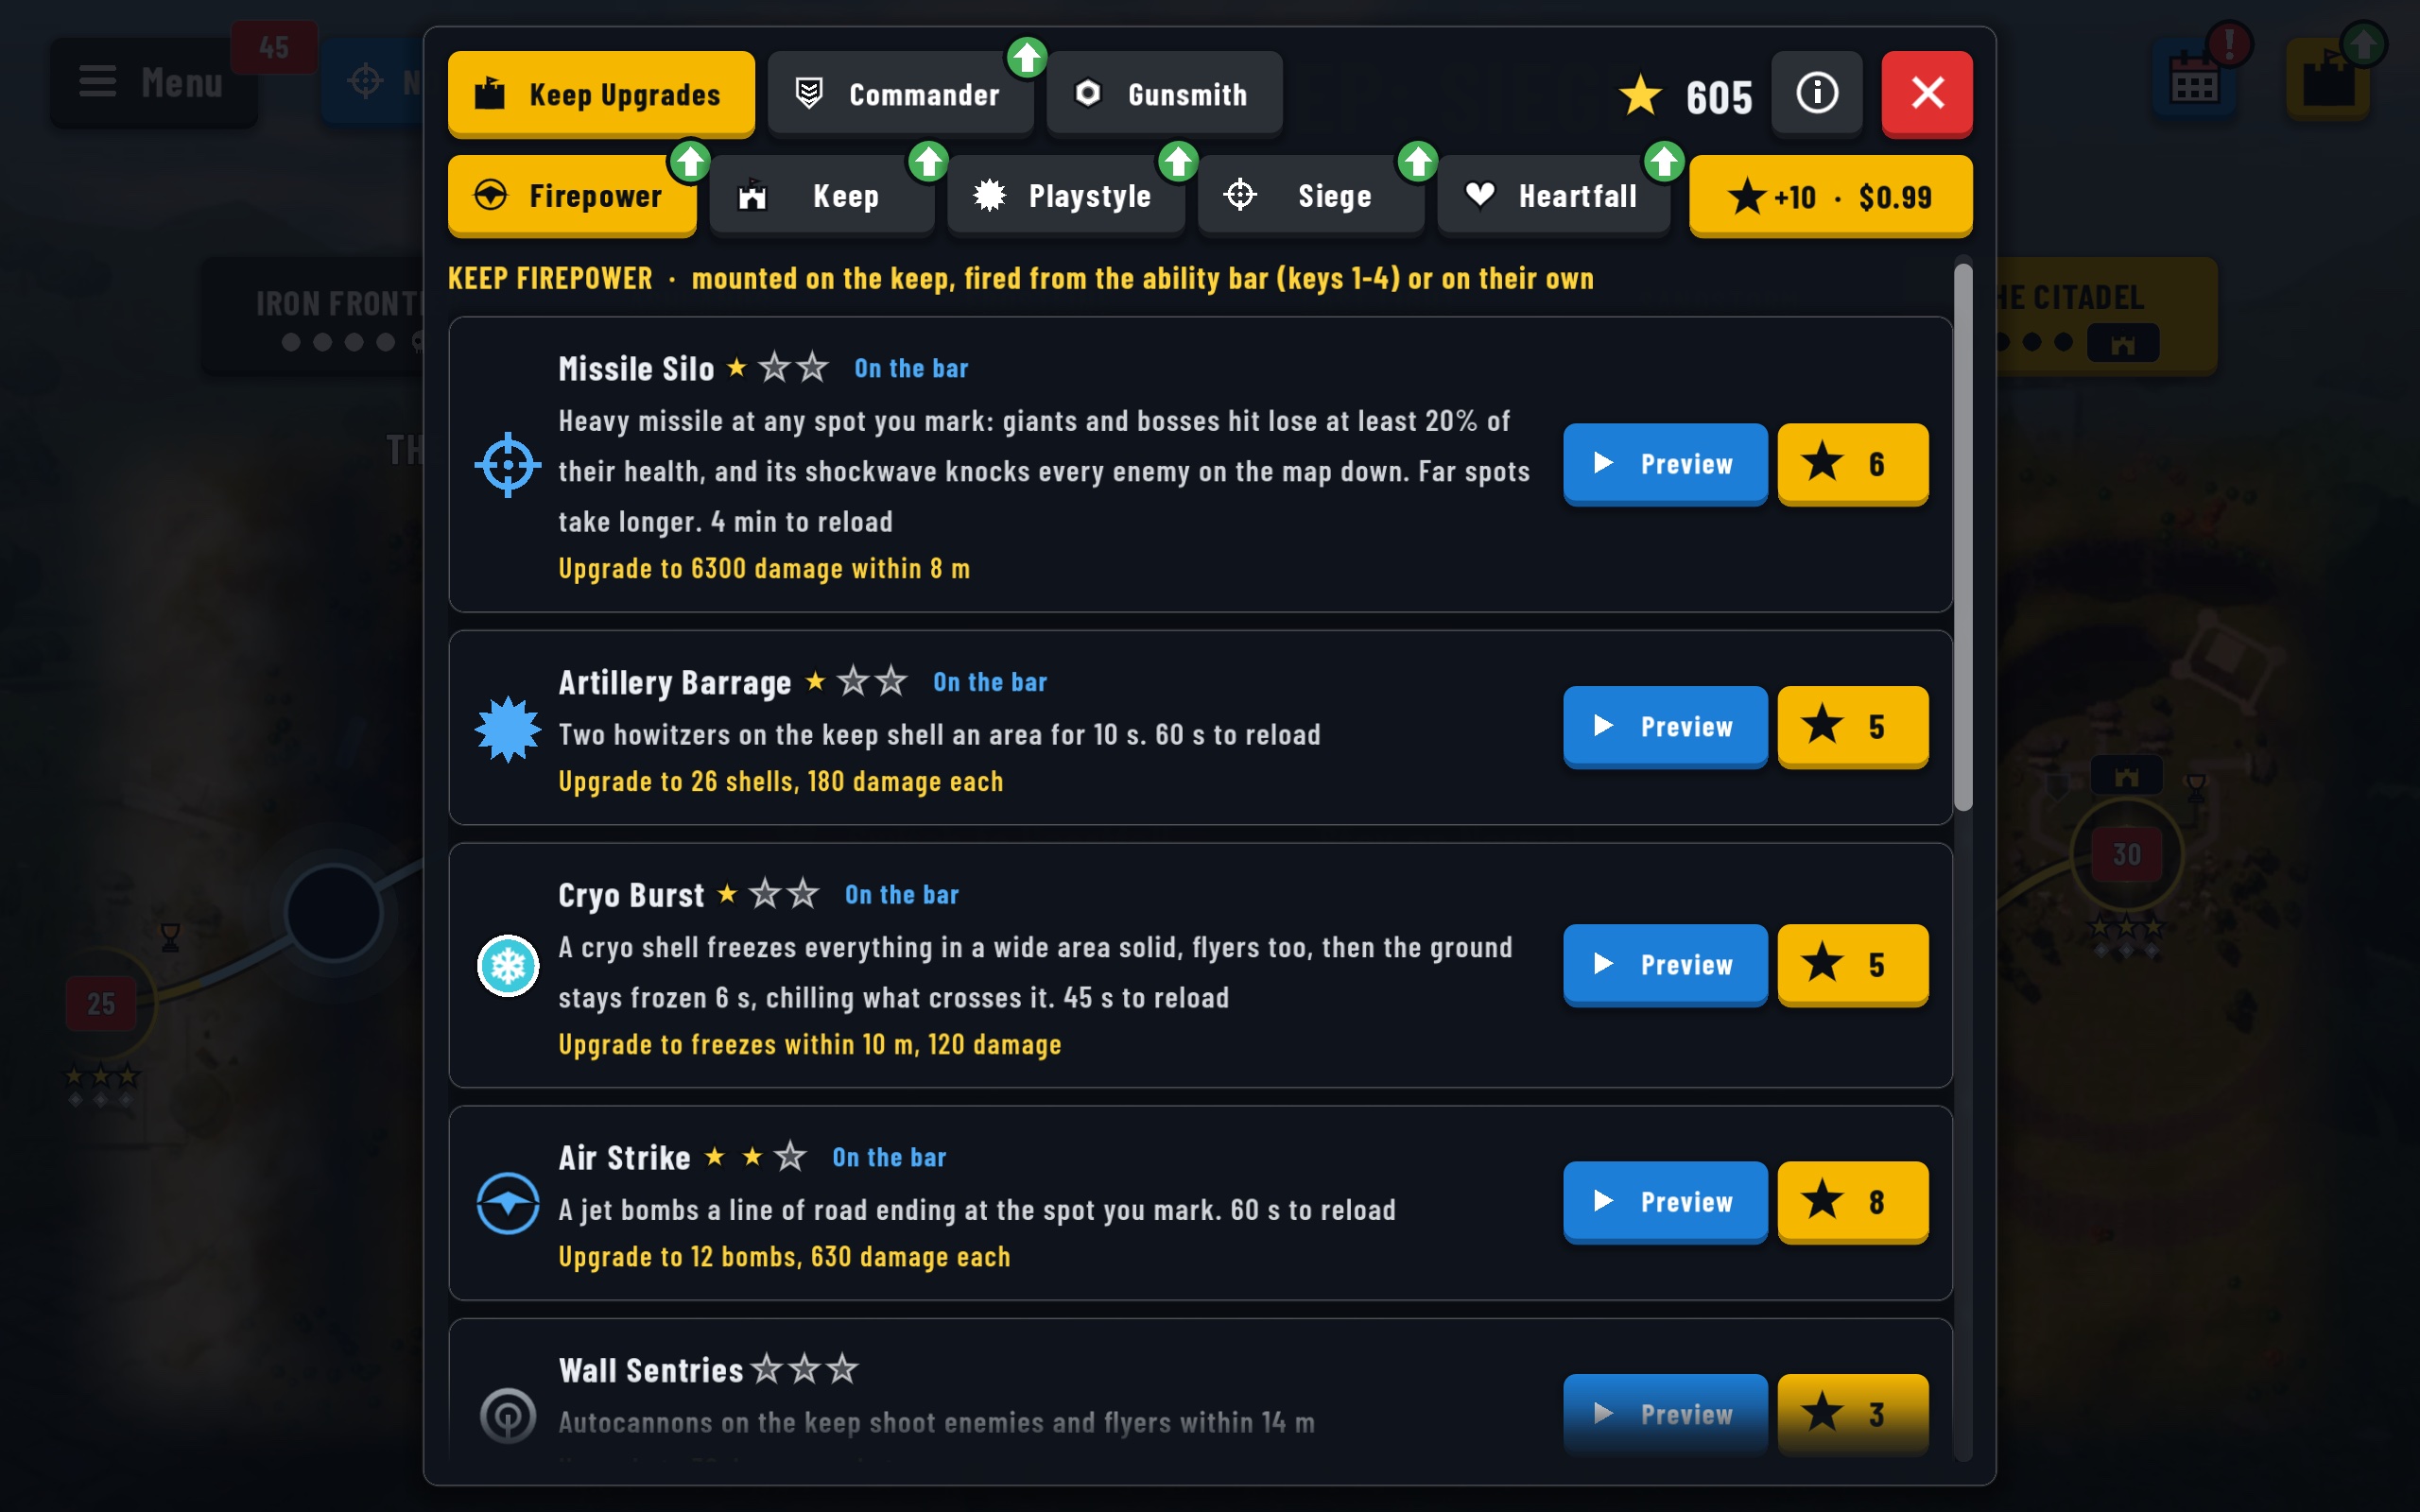 Menu
45
N
Keep Upgrades
Commander
Gunsmith
605
Firepower
Keep
Playstyle
Siege
Heartfall
+10 · $0.99
KEEP FIREPOWER · mounted on the keep, fired from the ability bar (keys 1-4) or on their own
IRON FRONT
HE CITADEL
TH
Missile Silo On the bar
Heavy missile at any spot you mark: giants and bosses hit lose at least 20% of
their health, and its shockwave knocks every enemy on the map down. Far spots
take longer. 4 min to reload
Upgrade to 6300 damage within 8 m
Preview
6
Artillery Barrage On the bar
Two howitzers on the keep shell an area for 10 s. 60 s to reload
Upgrade to 26 shells, 180 damage each
Preview
5
Cryo Burst On the bar
A cryo shell freezes everything in a wide area solid, flyers too, then the ground
stays frozen 6 s, chilling what crosses it. 45 s to reload
Upgrade to freezes within 10 m, 120 damage
Preview
5
Air Strike On the bar
A jet bombs a line of road ending at the spot you mark. 60 s to reload
Upgrade to 12 bombs, 630 damage each
Preview
8
Wall Sentries
Autocannons on the keep shoot enemies and flyers within 14 m
Preview
3
25
30